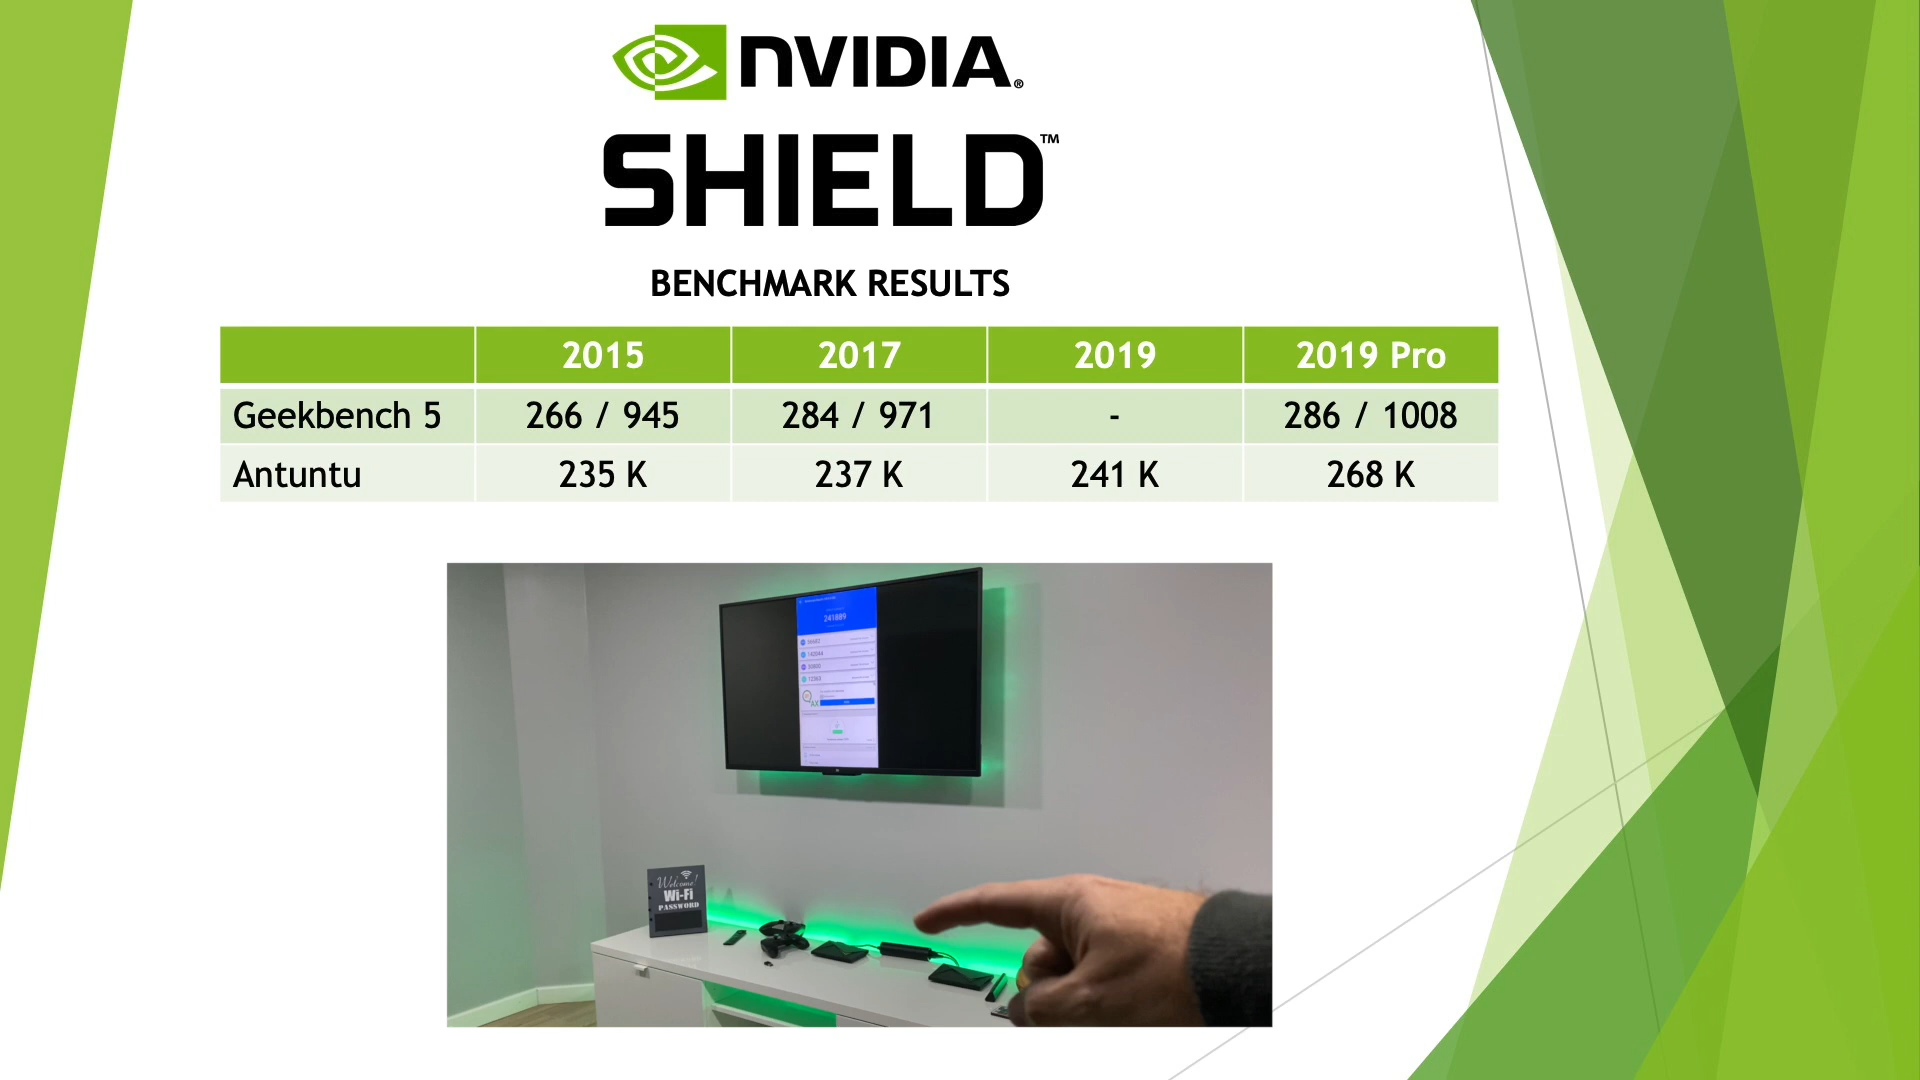 NVIDIA®
SHIELD™
BENCHMARK RESULTS
2015 2017 2019 2019 Pro
Geekbench 5 266 / 945 284 / 971 - 286 / 1008
Antuntu 235 K 237 K 241 K 268 K
241889
Welcome!
Wi-Fi
PASSWORD